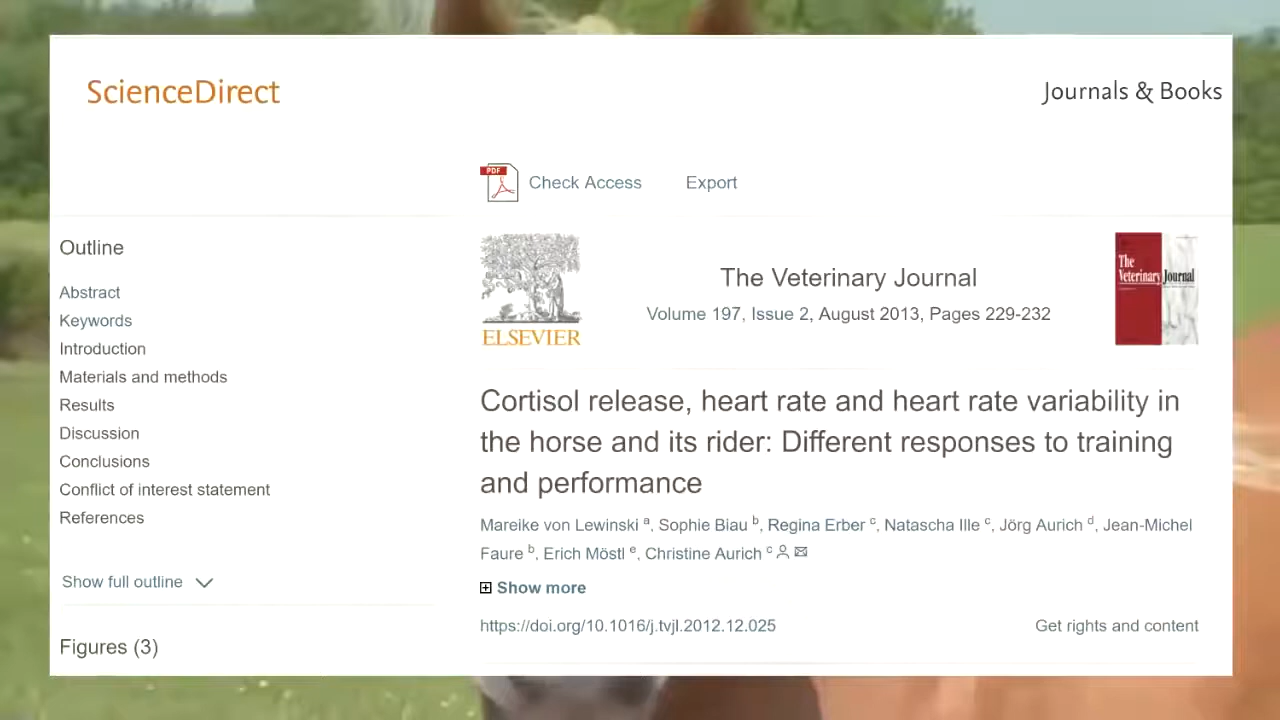 ScienceDirect
Journals & Books
PDF
Check Access
Export
Outline
Abstract
Keywords
Introduction
Materials and methods
Results
Discussion
Conclusions
Conflict of interest statement
References
Show full outline
Figures (3)
ELSEVIER
The Veterinary Journal
Volume 197, Issue 2, August 2013, Pages 229-232
The
Veterinary Journal
Cortisol release, heart rate and heart rate variability in
the horse and its rider: Different responses to training
and performance
Mareike von Lewinski a, Sophie Biau b, Regina Erber c, Natascha Ille c, Jörg Aurich d, Jean-Michel
Faure b, Erich Möstl e, Christine Aurich c
Show more
https://doi.org/10.1016/j.tvjl.2012.12.025
Get rights and content